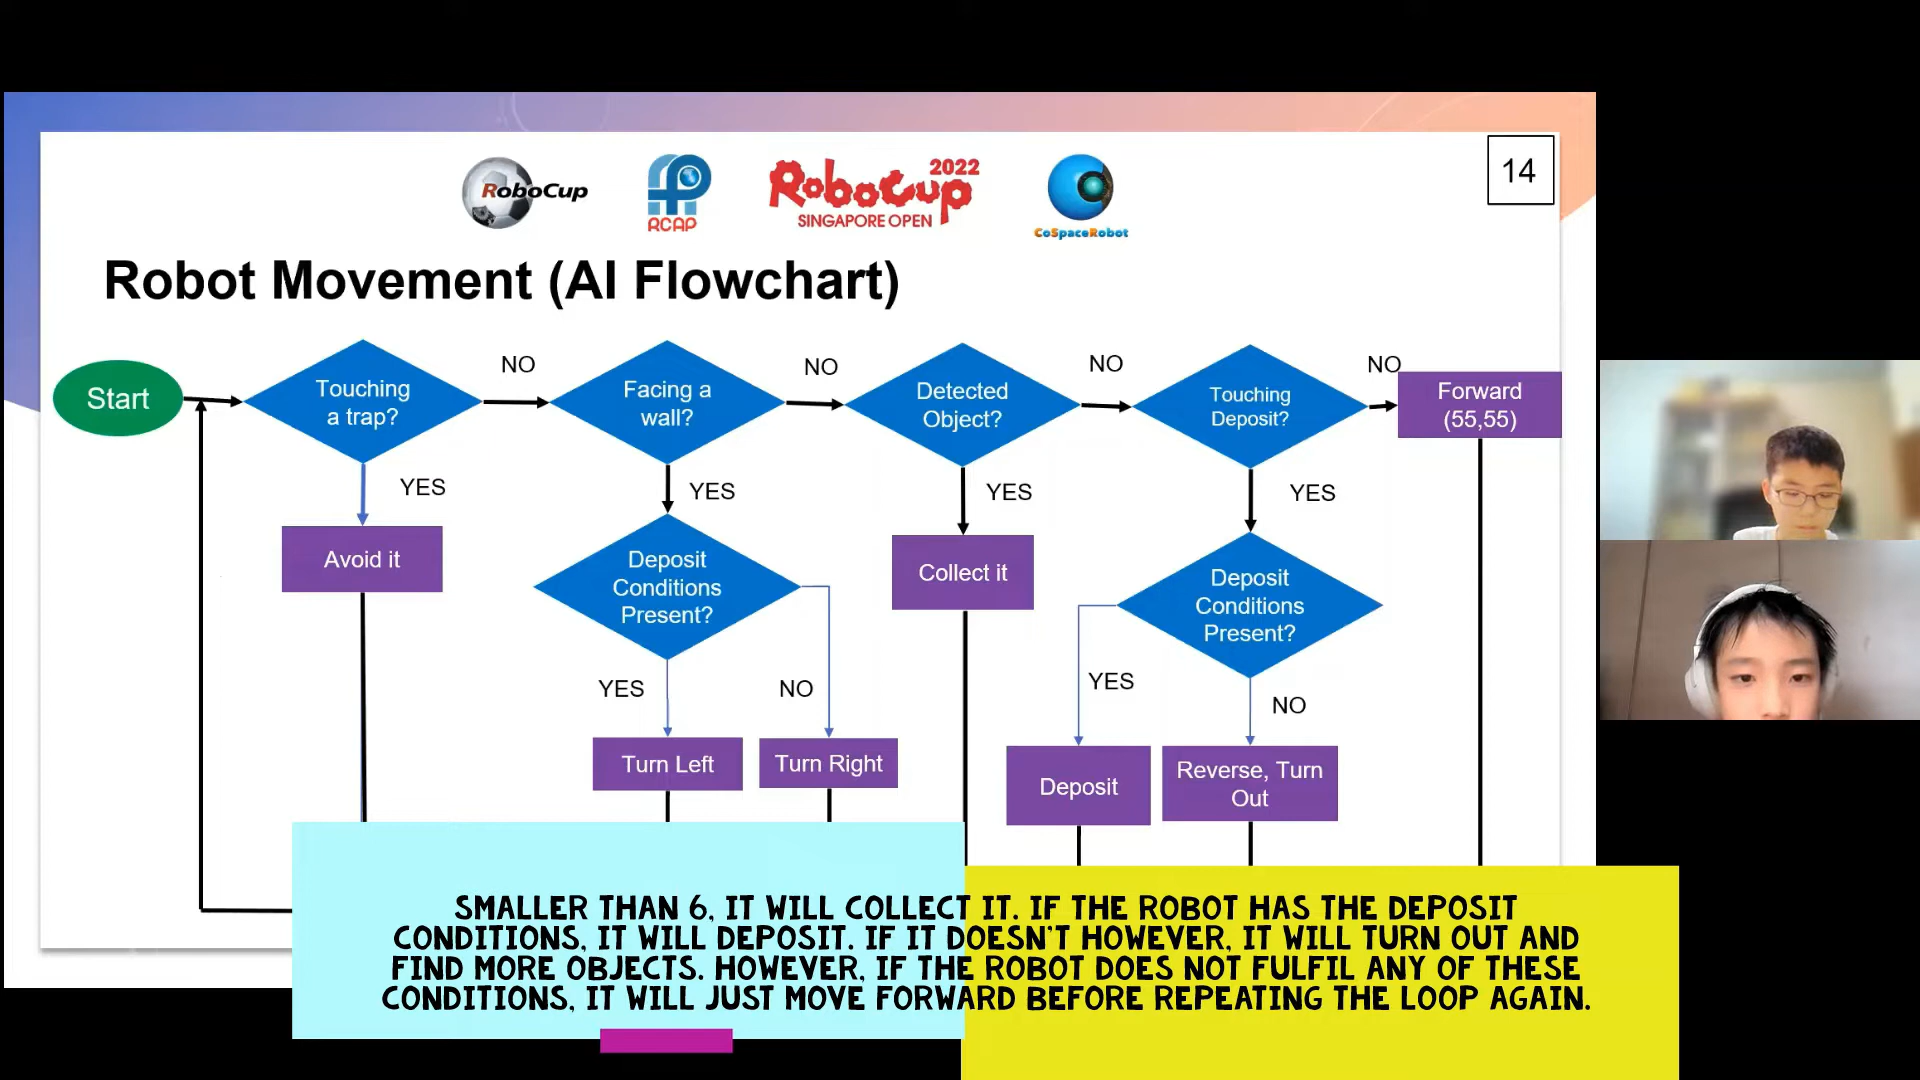 RoboCup
RCAP
RoboCup 2022
SINGAPORE OPEN
CoSpaceRobot
14
Robot Movement (AI Flowchart)
Start
Touching
a trap?
NO
Facing a
wall?
NO
Detected
Object?
NO
Touching
Deposit?
NO
Forward
(55,55)
YES
YES
YES
YES
Avoid it
Deposit
Conditions
Present?
Collect it
Deposit
Conditions
Present?
YES
NO
YES
NO
Turn Left
Turn Right
Deposit
Reverse, Turn
Out
SMALLER THAN 6, IT WILL COLLECT IT. IF THE ROBOT HAS THE DEPOSIT
CONDITIONS, IT WILL DEPOSIT. IF IT DOESN'T HOWEVER, IT WILL TURN OUT AND
FIND MORE OBJECTS. HOWEVER, IF THE ROBOT DOES NOT FULFIL ANY OF THESE
CONDITIONS, IT WILL JUST MOVE FORWARD BEFORE REPEATING THE LOOP AGAIN.